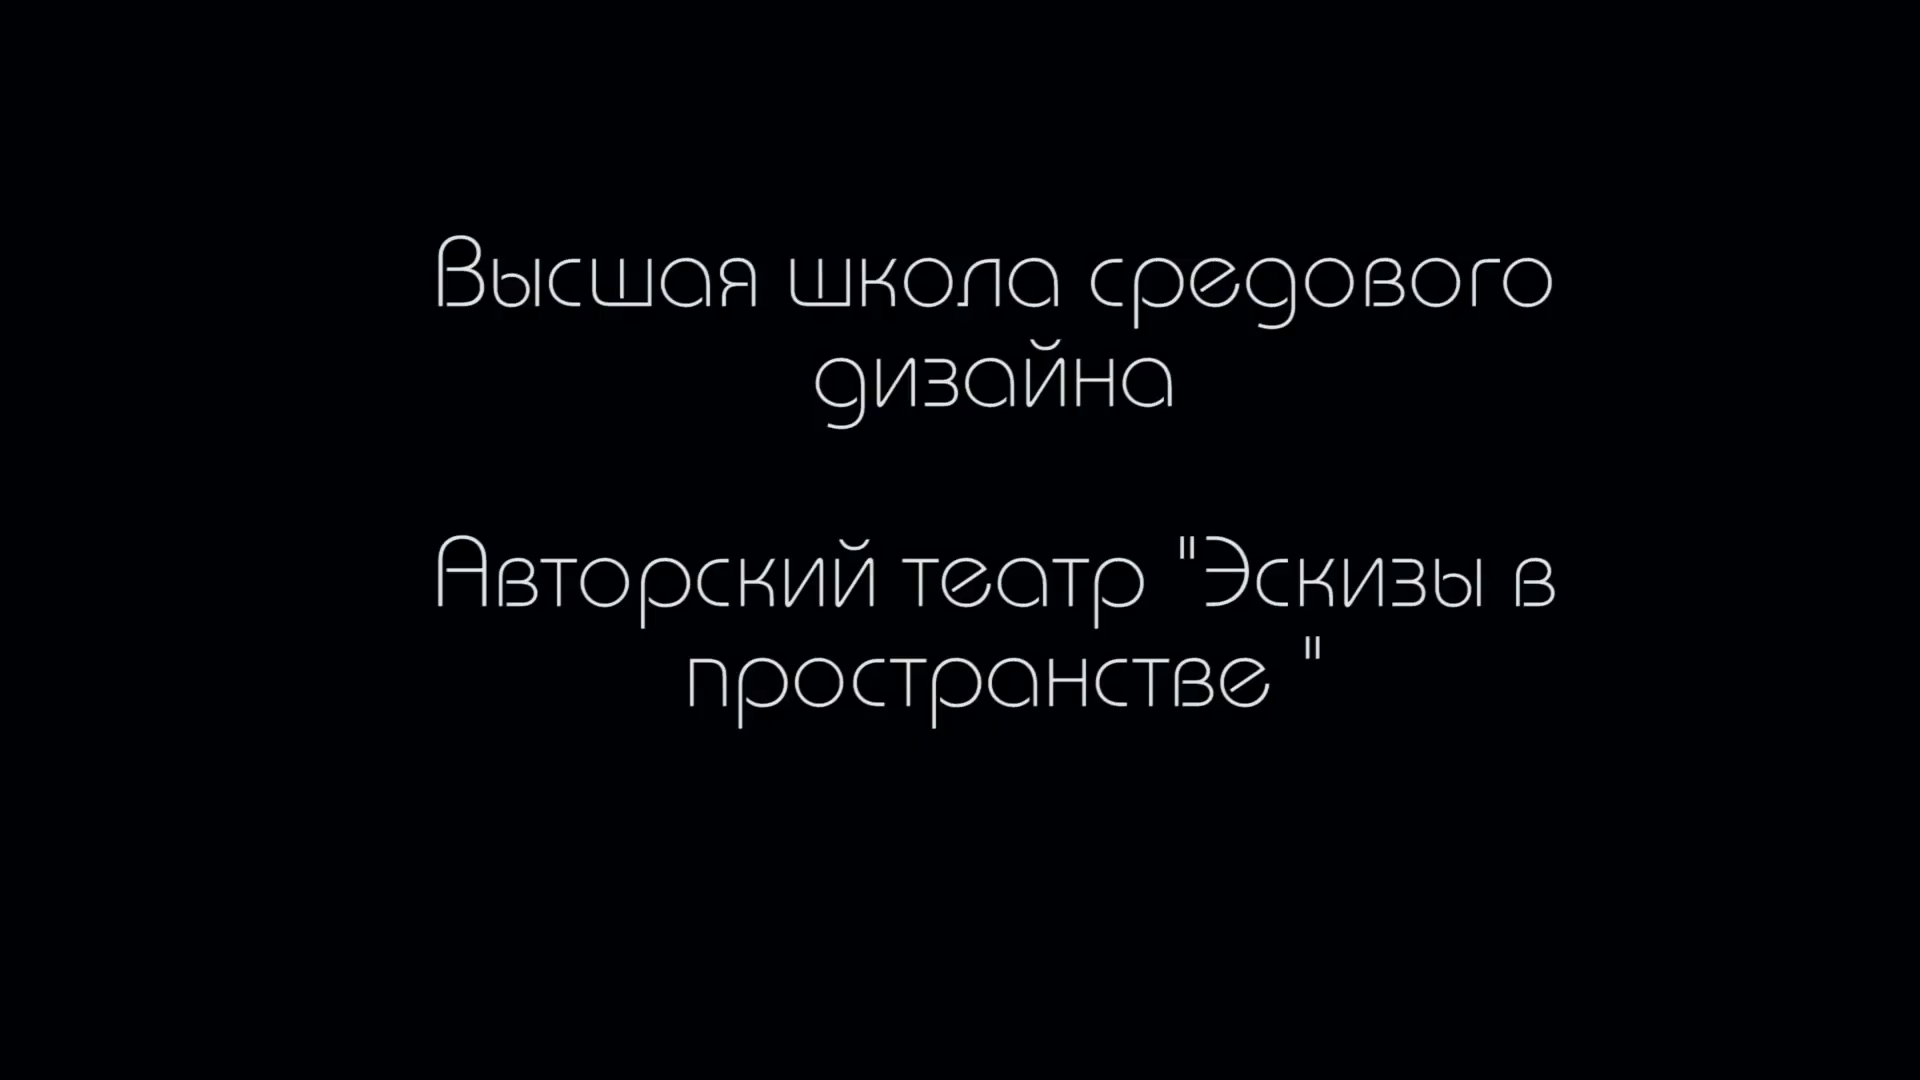 Высшая школа средового
дизайна
Авторский театр "Эскизы в
пространстве "